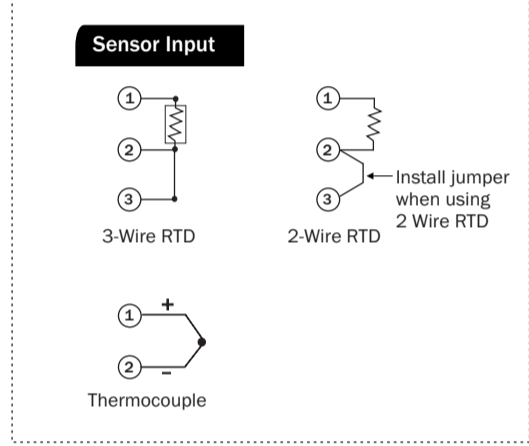 Sensor Input
1
2
3
3-Wire RTD
1
2
3
Install jumper
when using
2 Wire RTD
2-Wire RTD
1
+
2
–
Thermocouple